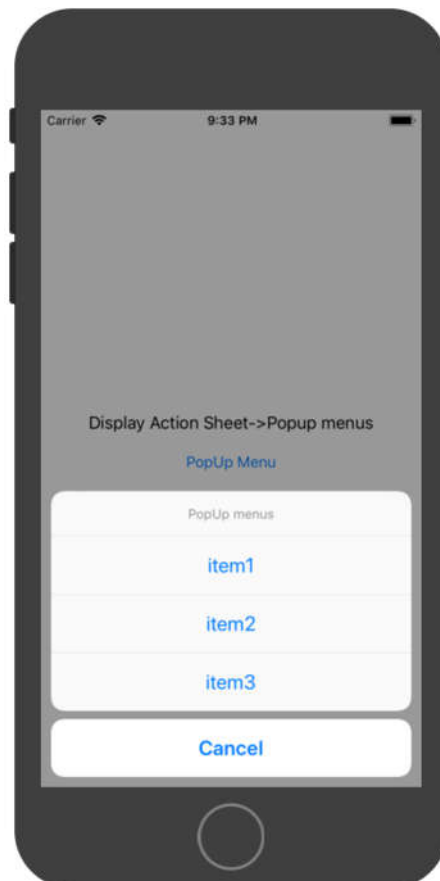 Carrier 9:33 PM
Display Action Sheet->Popup menus
PopUp Menu
PopUp menus
item1
item2
item3
Cancel